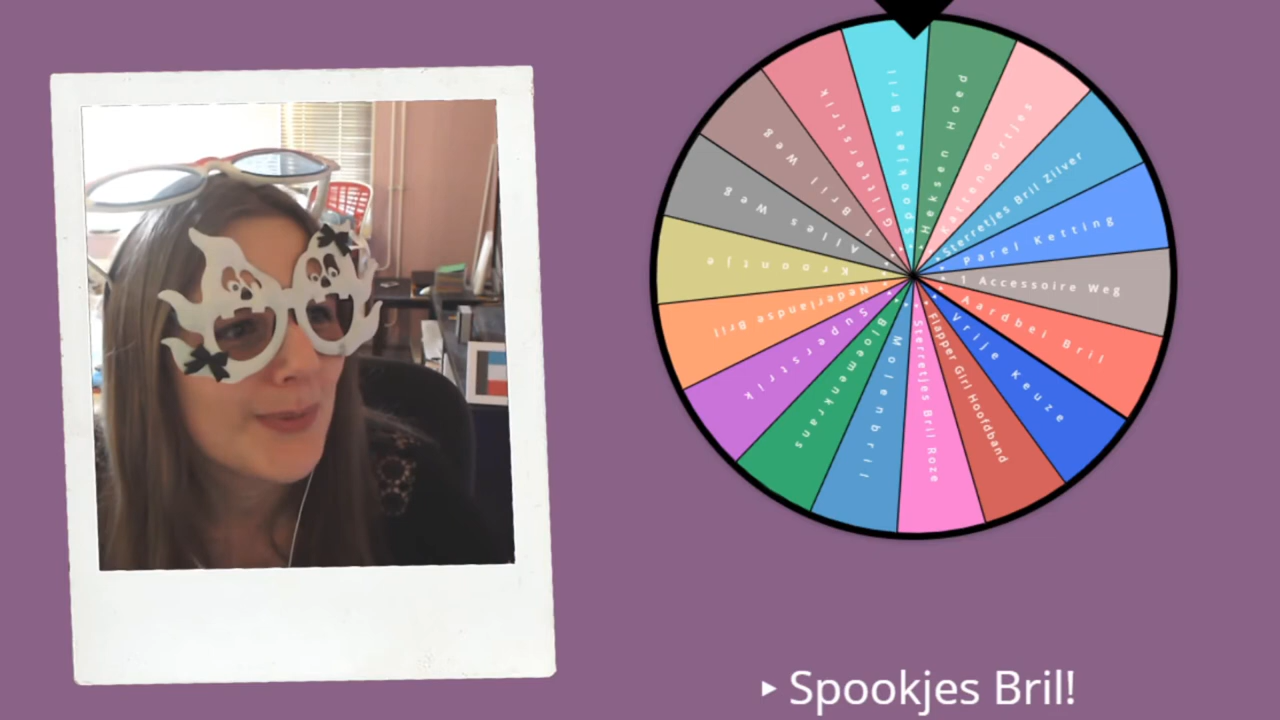 Spookjes Bril
Heksen Hoed
Kattenoortjes
Sterretjes Bril Zilver
Parel Ketting
1 Accessoire Weg
Aardbei Bril
Vrije Keuze
Flapper Girl Hoofdband
Sterretjes Bril Roze
Molenbril
Bloemenkrans
Superstrik
Nederlandse Bril
Kroontje
Alles Weg
1 Bril Weg
Glitterstrik
▸ Spookjes Bril!